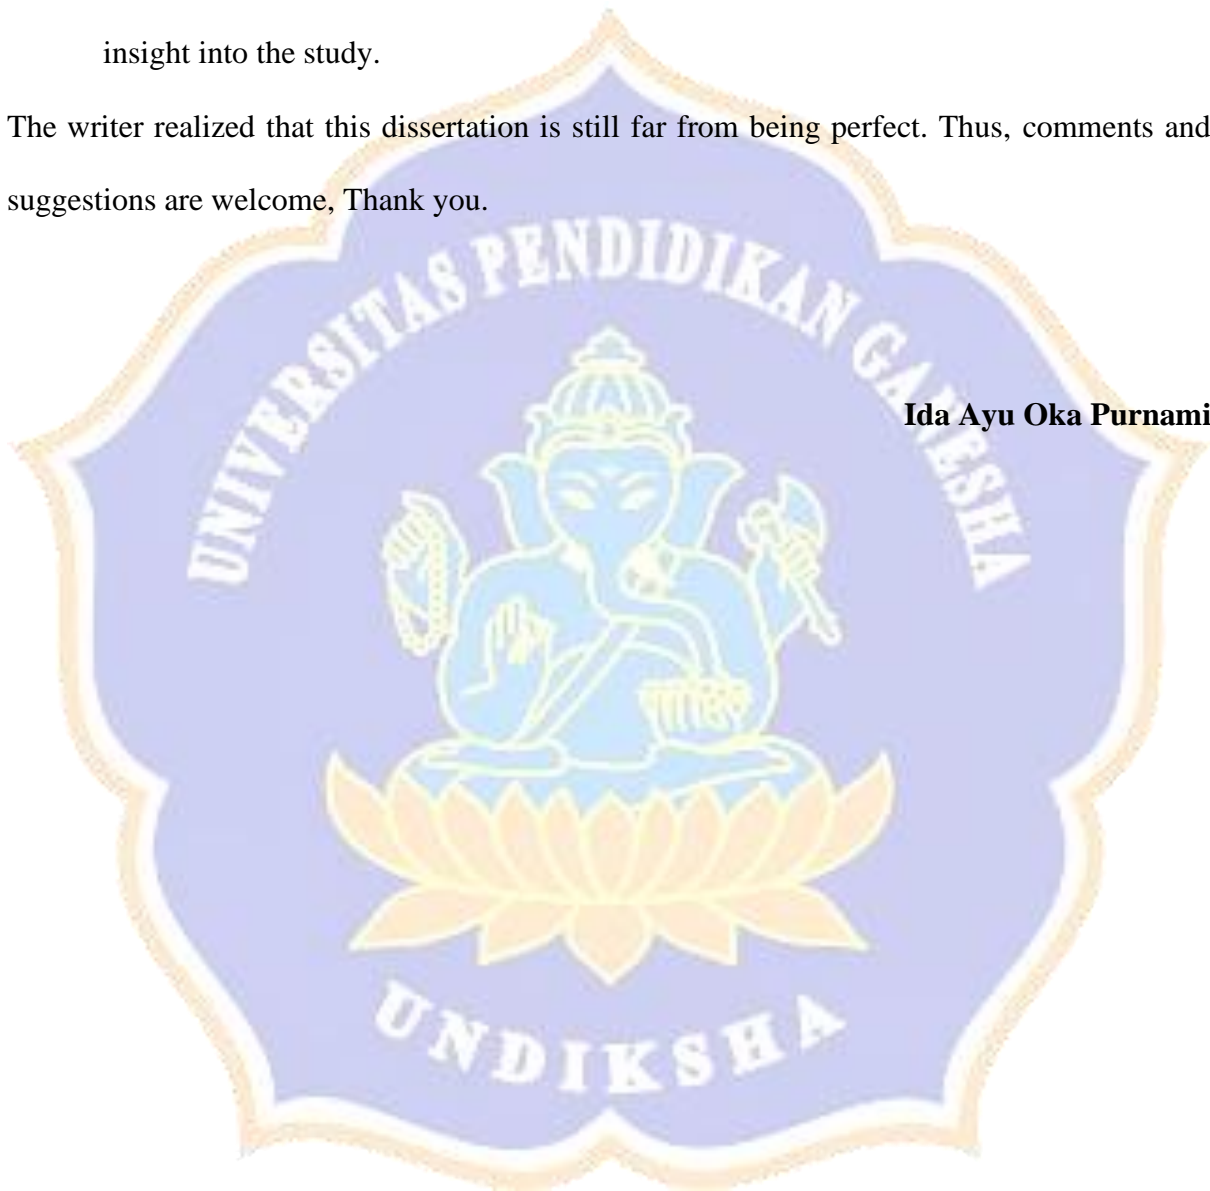 insight into the study.
The writer realized that this dissertation is still far from being perfect. Thus, comments and
suggestions are welcome, Thank you.
UNIVERSITAS PENDIDIKAN GANESHA
Ida Ayu Oka Purnami
UNDIKSHA